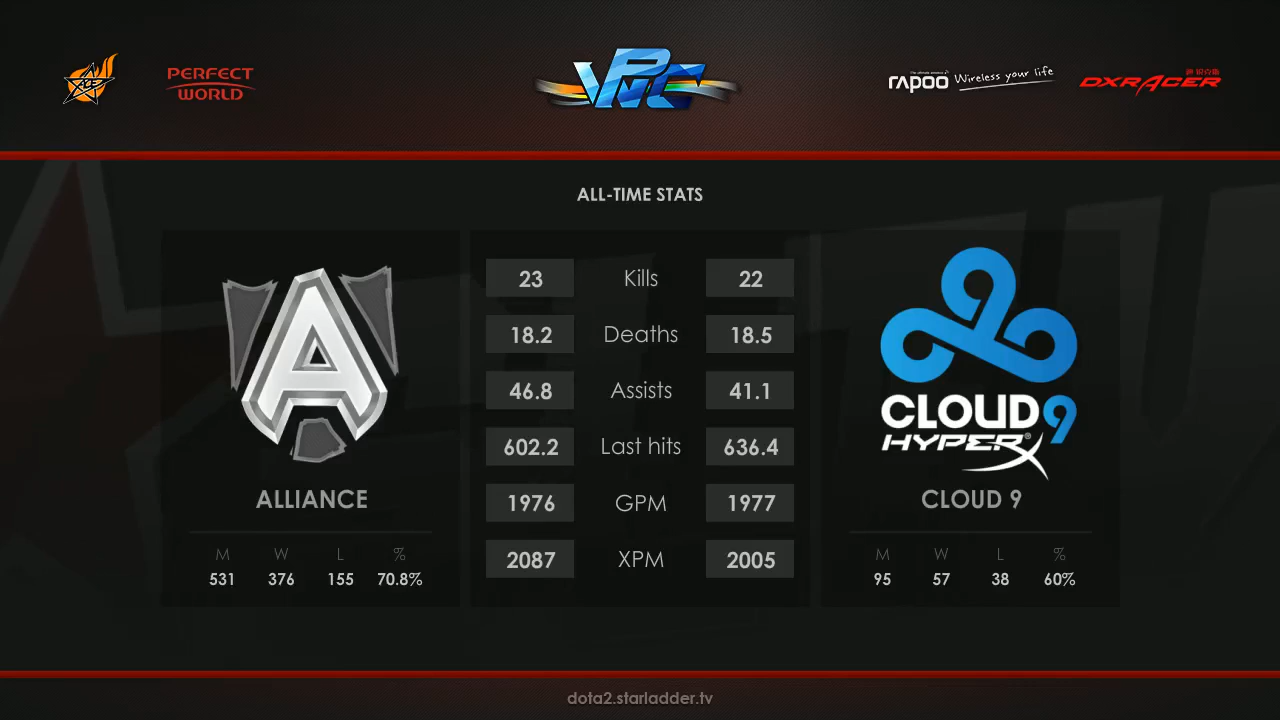 ACE
PERFECT
WORLD
VPNC
rapoo Wireless your life
DXRACER
ALL-TIME STATS
23 Kills 22
18.2 Deaths 18.5
46.8 Assists 41.1
602.2 Last hits 636.4
1976 GPM 1977
2087 XPM 2005
A
ALLIANCE
M W L %
531 376 155 70.8%
CLOUD9
HYPERX®
CLOUD 9
M W L %
95 57 38 60%
dota2.starladder.tv